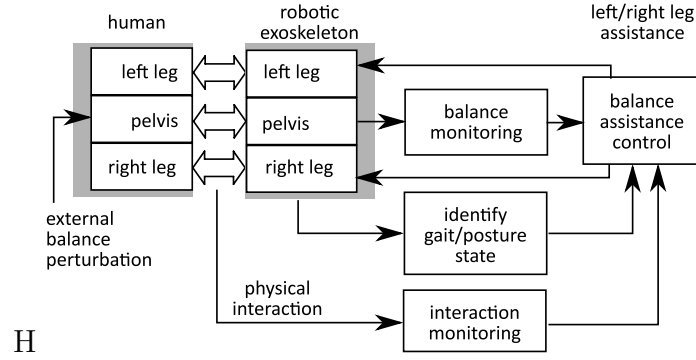 human
robotic
exoskeleton
left/right leg
assistance
left leg
left leg
pelvis
pelvis
right leg
right leg
balance
monitoring
balance
assistance
control
external
balance
perturbation
identify
gait/posture
state
physical
interaction
interaction
monitoring
H